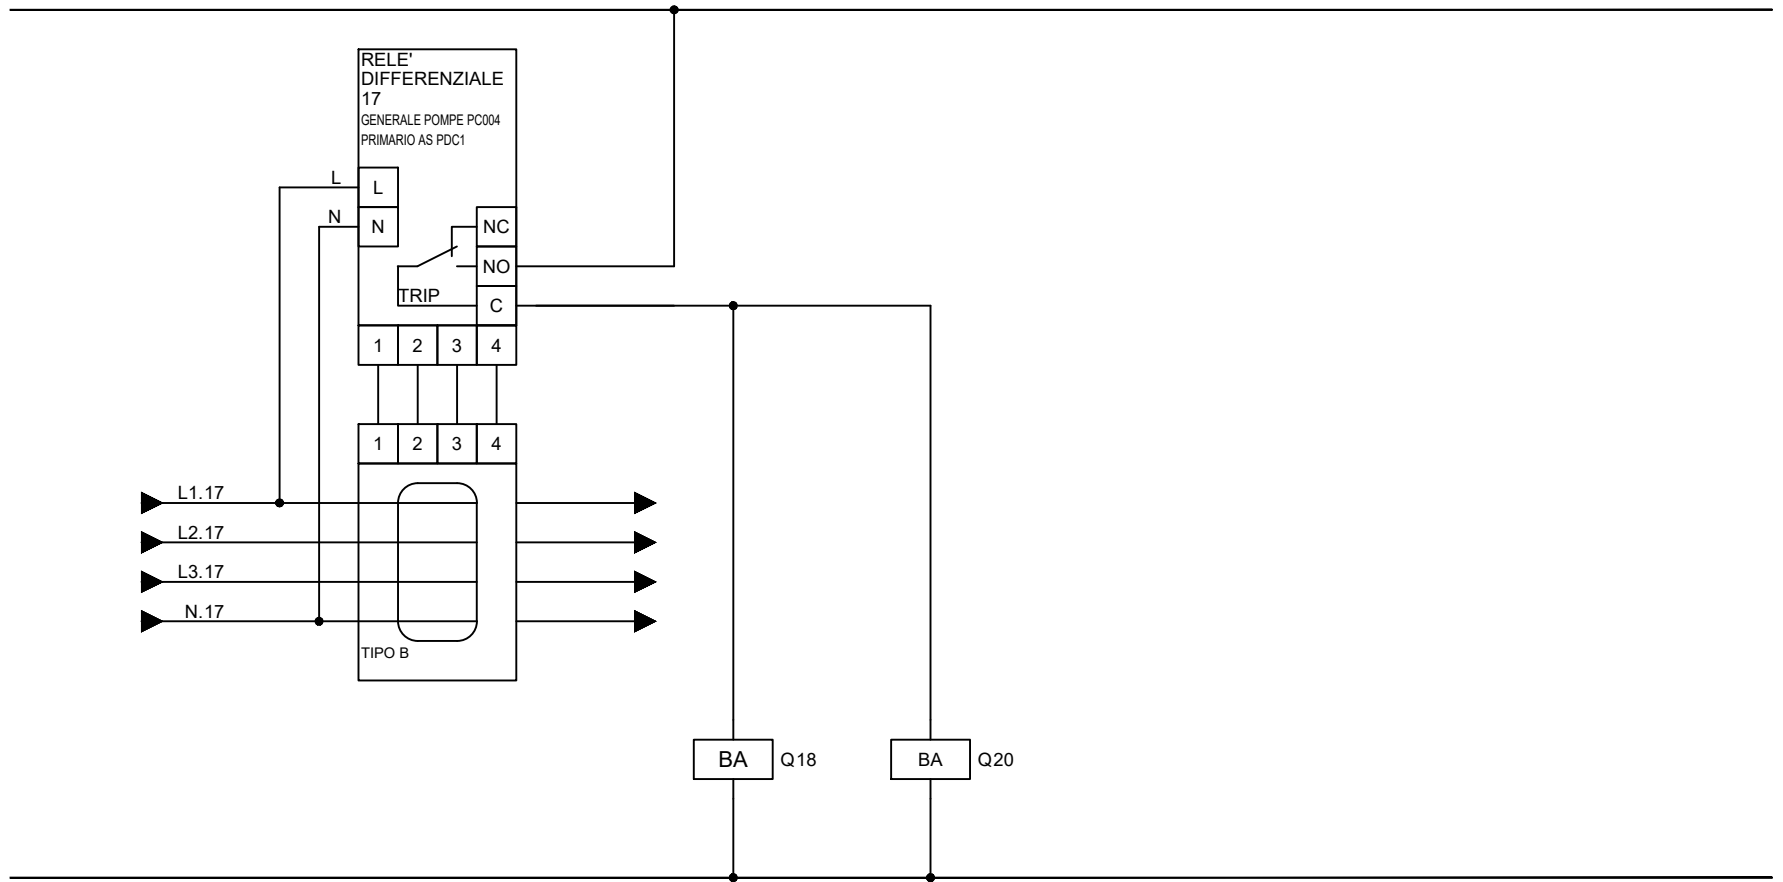 RELE'
DIFFERENZIALE
17
GENERALE POMPE PC004
PRIMARIO AS PDC1
L L
N N
NC
NO
TRIP C
1 2 3 4
1 2 3 4
L1.17
L2.17
L3.17
N.17
TIPO B
BA Q18 BA Q20